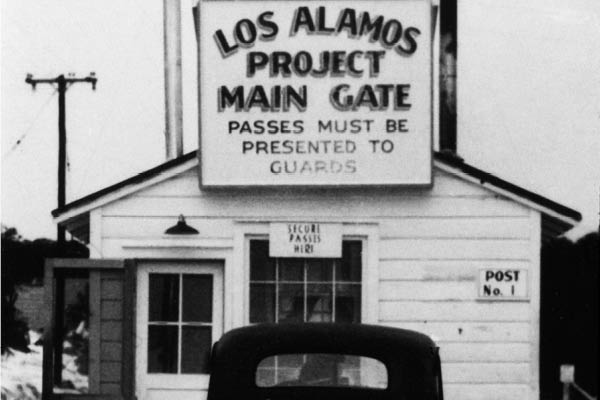 LOS ALAMOS
PROJECT
MAIN GATE
PASSES MUST BE
PRESENTED TO
GUARDS
SECURE
PASSES
HERE
POST
No. 1